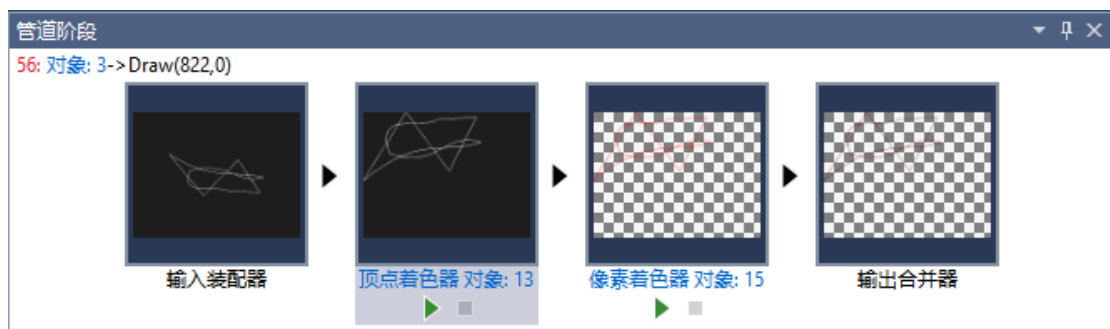 管道阶段
56: 对象: 3->Draw(822,0)
输入装配器
顶点着色器 对象: 13
像素着色器 对象: 15
输出合并器